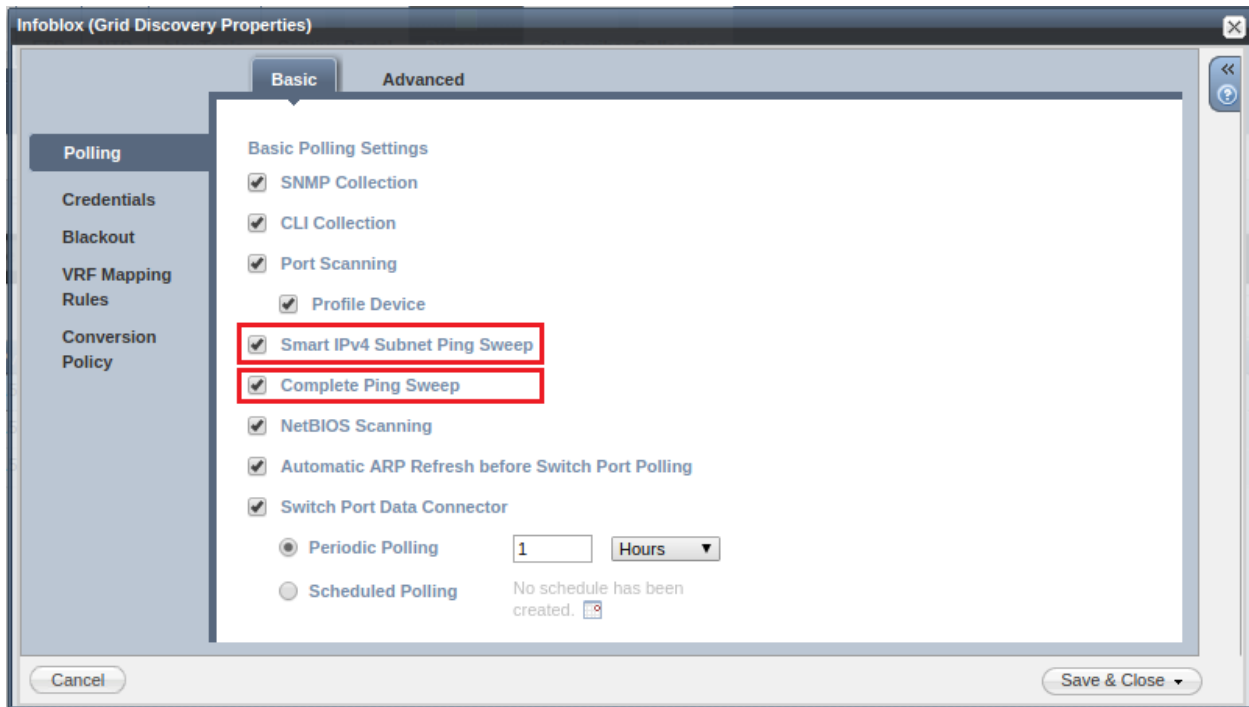 Infoblox (Grid Discovery Properties)
Basic
Advanced
Polling
Credentials
Blackout
VRF Mapping
Rules
Conversion
Policy
Basic Polling Settings
SNMP Collection
CLI Collection
Port Scanning
Profile Device
Smart IPv4 Subnet Ping Sweep
Complete Ping Sweep
NetBIOS Scanning
Automatic ARP Refresh before Switch Port Polling
Switch Port Data Connector
Periodic Polling 1 Hours
Scheduled Polling No schedule has been
created.
Cancel
Save & Close